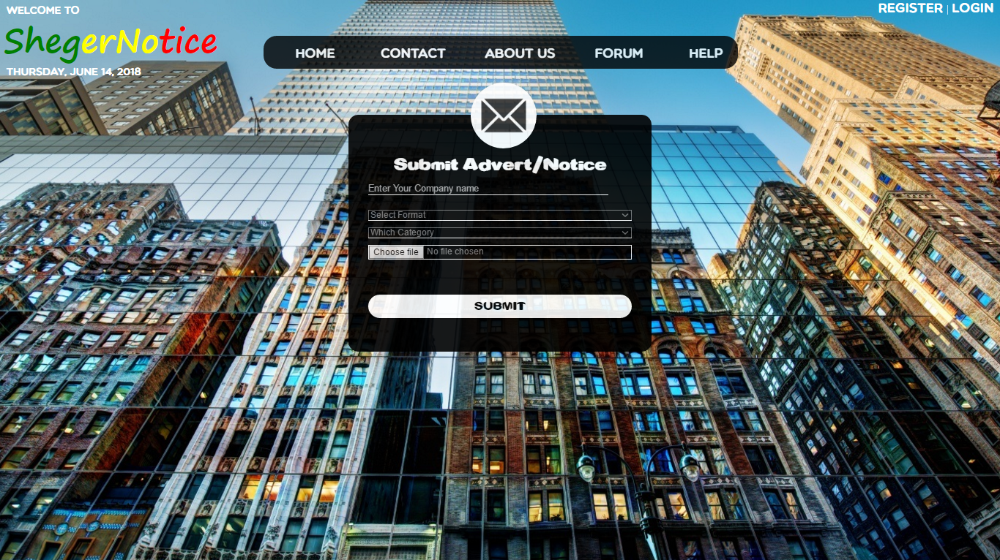 WELCOME TO
REGISTER | LOGIN
ShegerNotice
HOME CONTACT ABOUT US FORUM HELP
THURSDAY, JUNE 14, 2018
Submit Advert/Notice
Enter Your Company name
Select Format
Which Category
Choose file No file chosen
SUBMIT